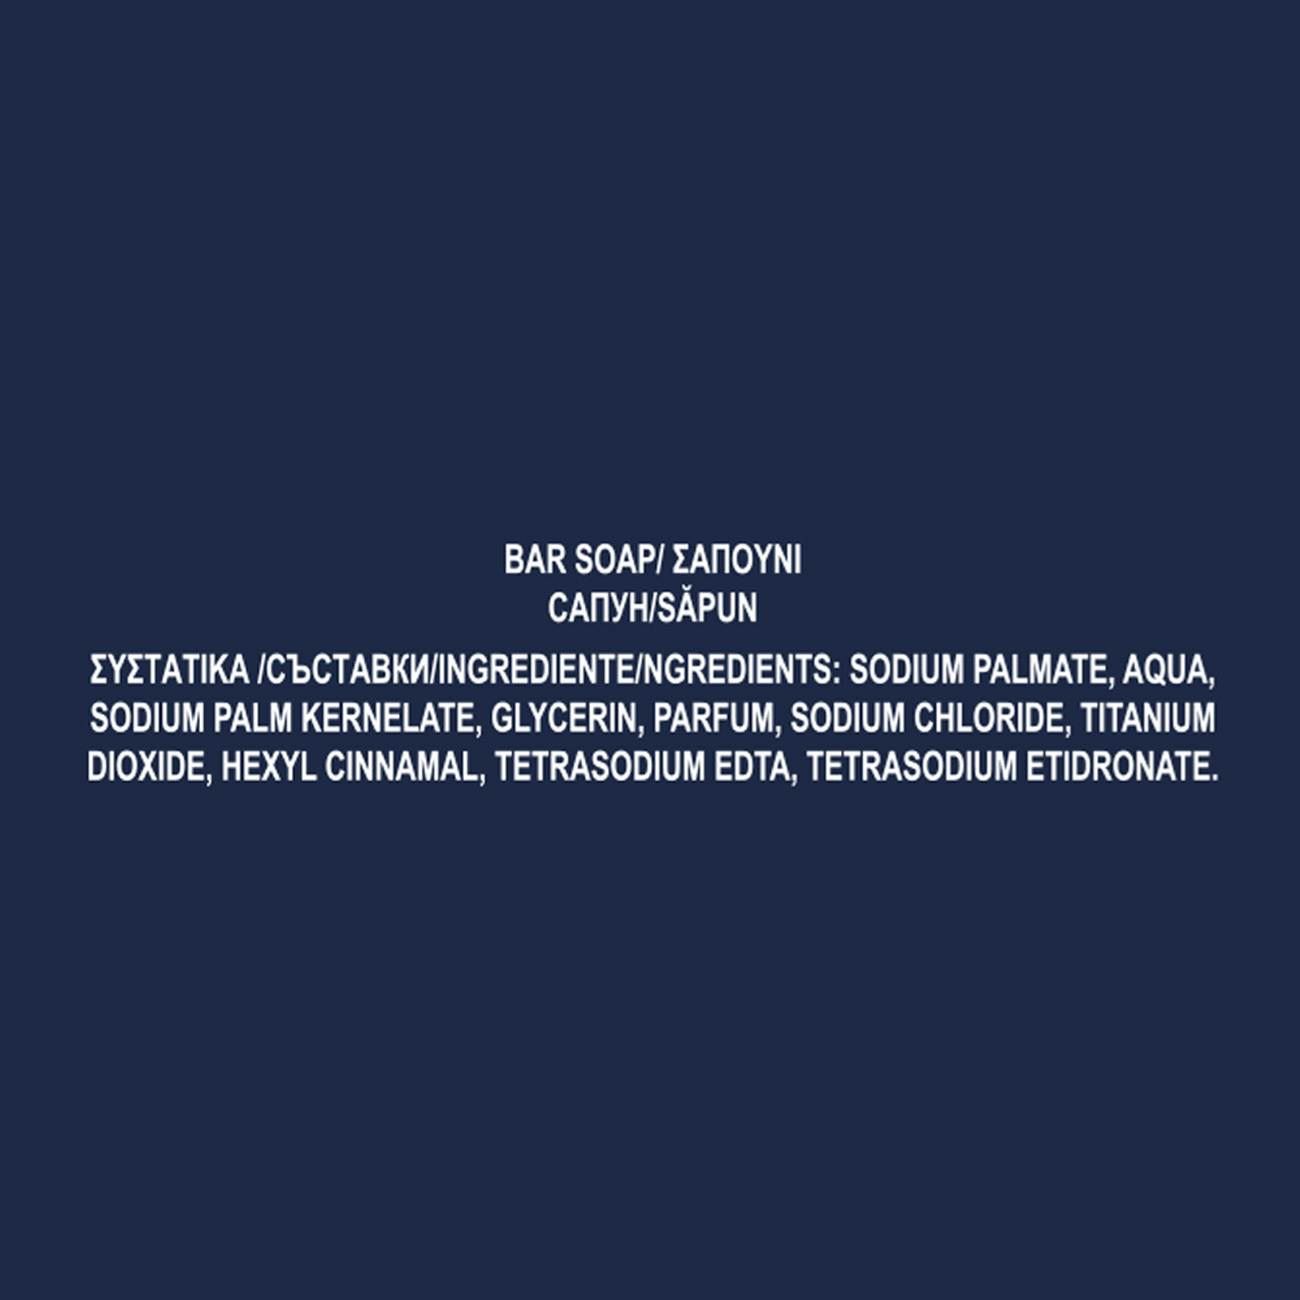 BAR SOAP/ ΣΑΠΟΥΝΙ
САПУН/SĂPUN
ΣΥΣΤΑΤΙΚΑ /СЪСТАВКИ/INGREDIENTE/NGREDIENTS: SODIUM PALMATE, AQUA,
SODIUM PALM KERNELATE, GLYCERIN, PARFUM, SODIUM CHLORIDE, TITANIUM
DIOXIDE, HEXYL CINNAMAL, TETRASODIUM EDTA, TETRASODIUM ETIDRONATE.